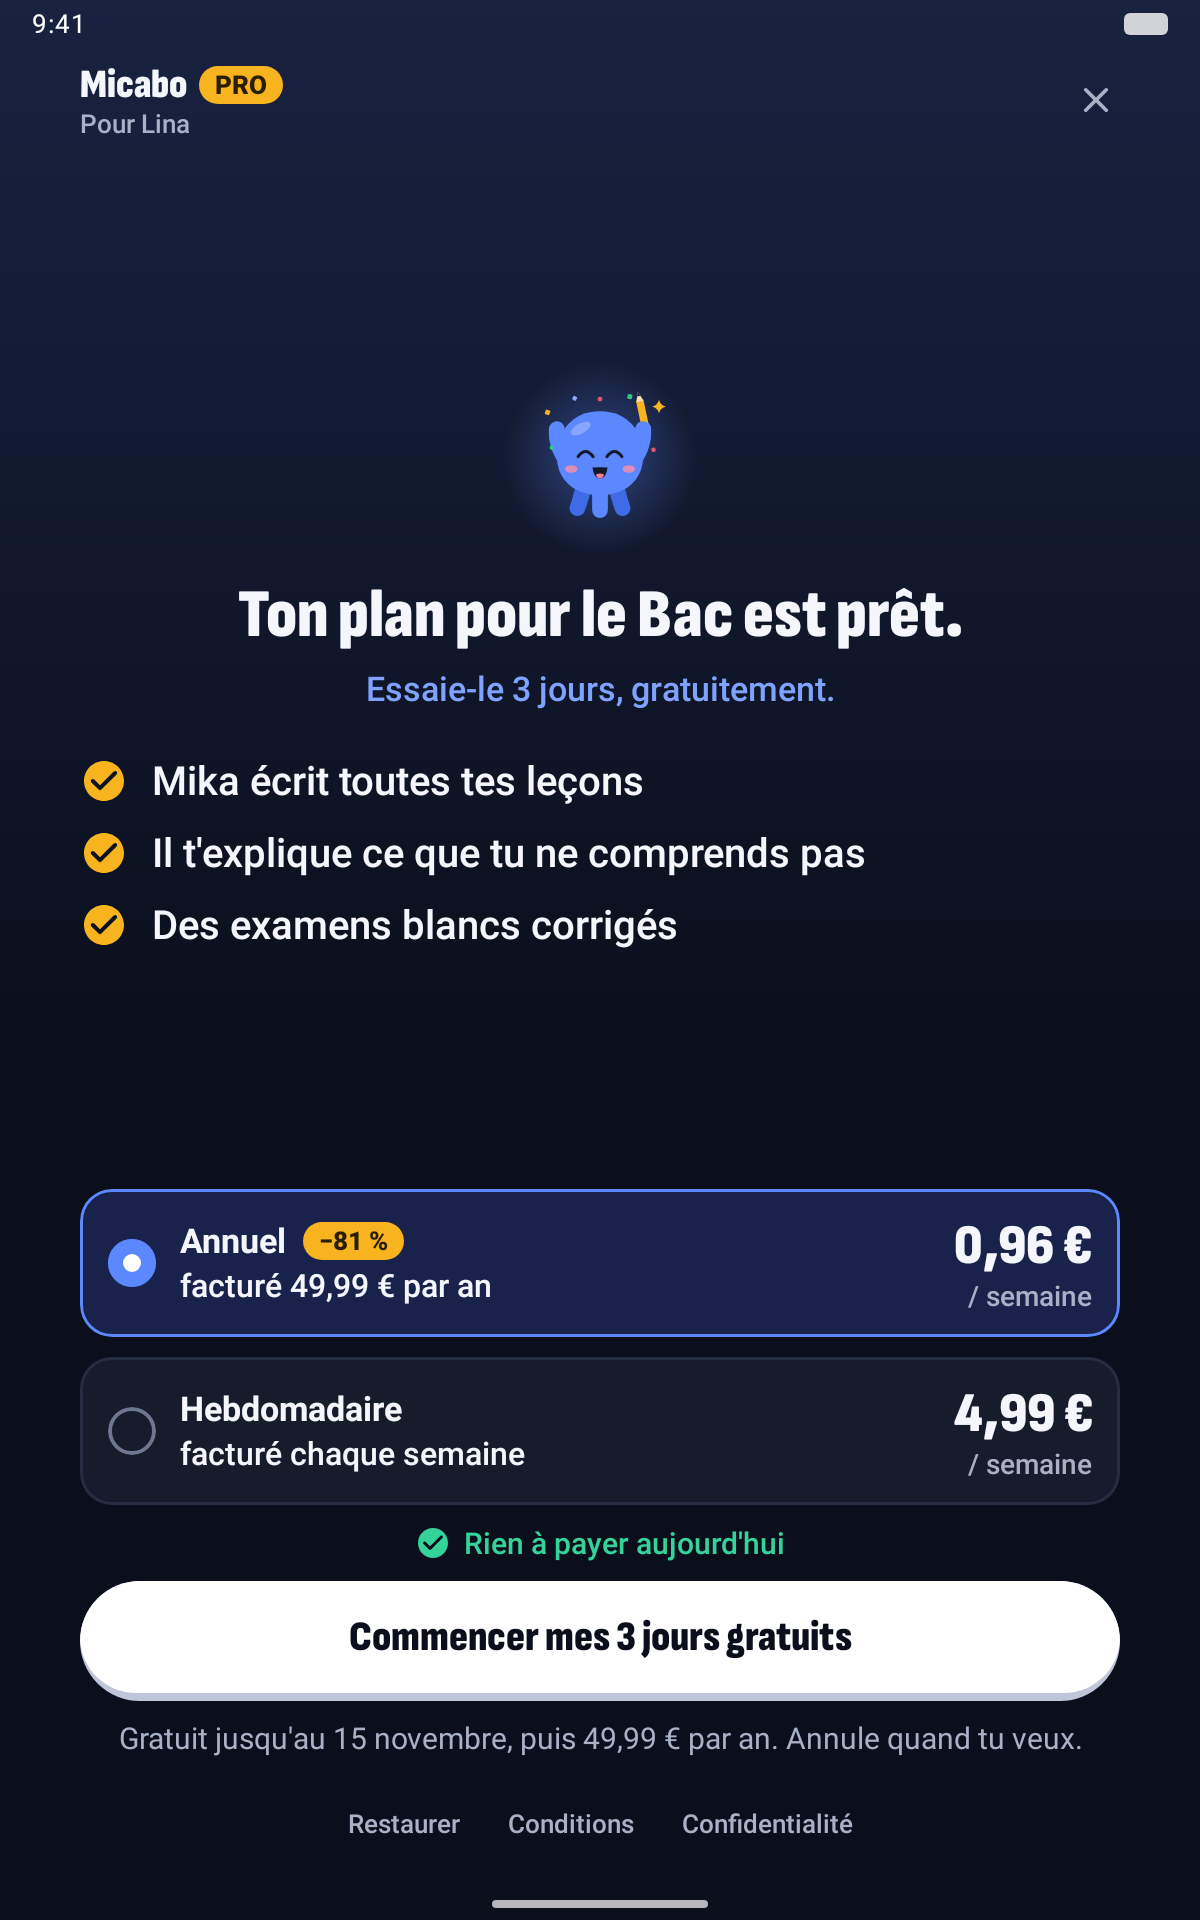 9:41
Micabo PRO
Pour Lina
Ton plan pour le Bac est prêt.
Essaie-le 3 jours, gratuitement.
Mika écrit toutes tes leçons
Il t'explique ce que tu ne comprends pas
Des examens blancs corrigés
Annuel −81 %
facturé 49,99 € par an
0,96 €
/ semaine
Hebdomadaire
facturé chaque semaine
4,99 €
/ semaine
Rien à payer aujourd'hui
Commencer mes 3 jours gratuits
Gratuit jusqu'au 15 novembre, puis 49,99 € par an. Annule quand tu veux.
Restaurer Conditions Confidentialité